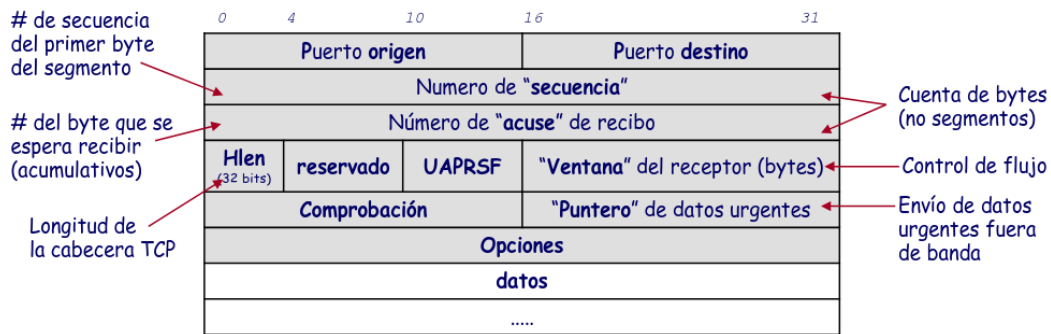 0 4 10 16 31
# de secuencia
del primer byte
del segmento
Puerto origen
Puerto destino
Numero de “secuencia”
# del byte que se
espera recibir
(acumulativos)
Número de “acuse” de recibo
Cuenta de bytes
(no segmentos)
Hlen
(32 bits)
reservado
UAPRSF
“Ventana” del receptor (bytes)
Control de flujo
Longitud de
la cabecera TCP
Comprobación
“Puntero” de datos urgentes
Envío de datos
urgentes fuera
de banda
Opciones
datos
.....